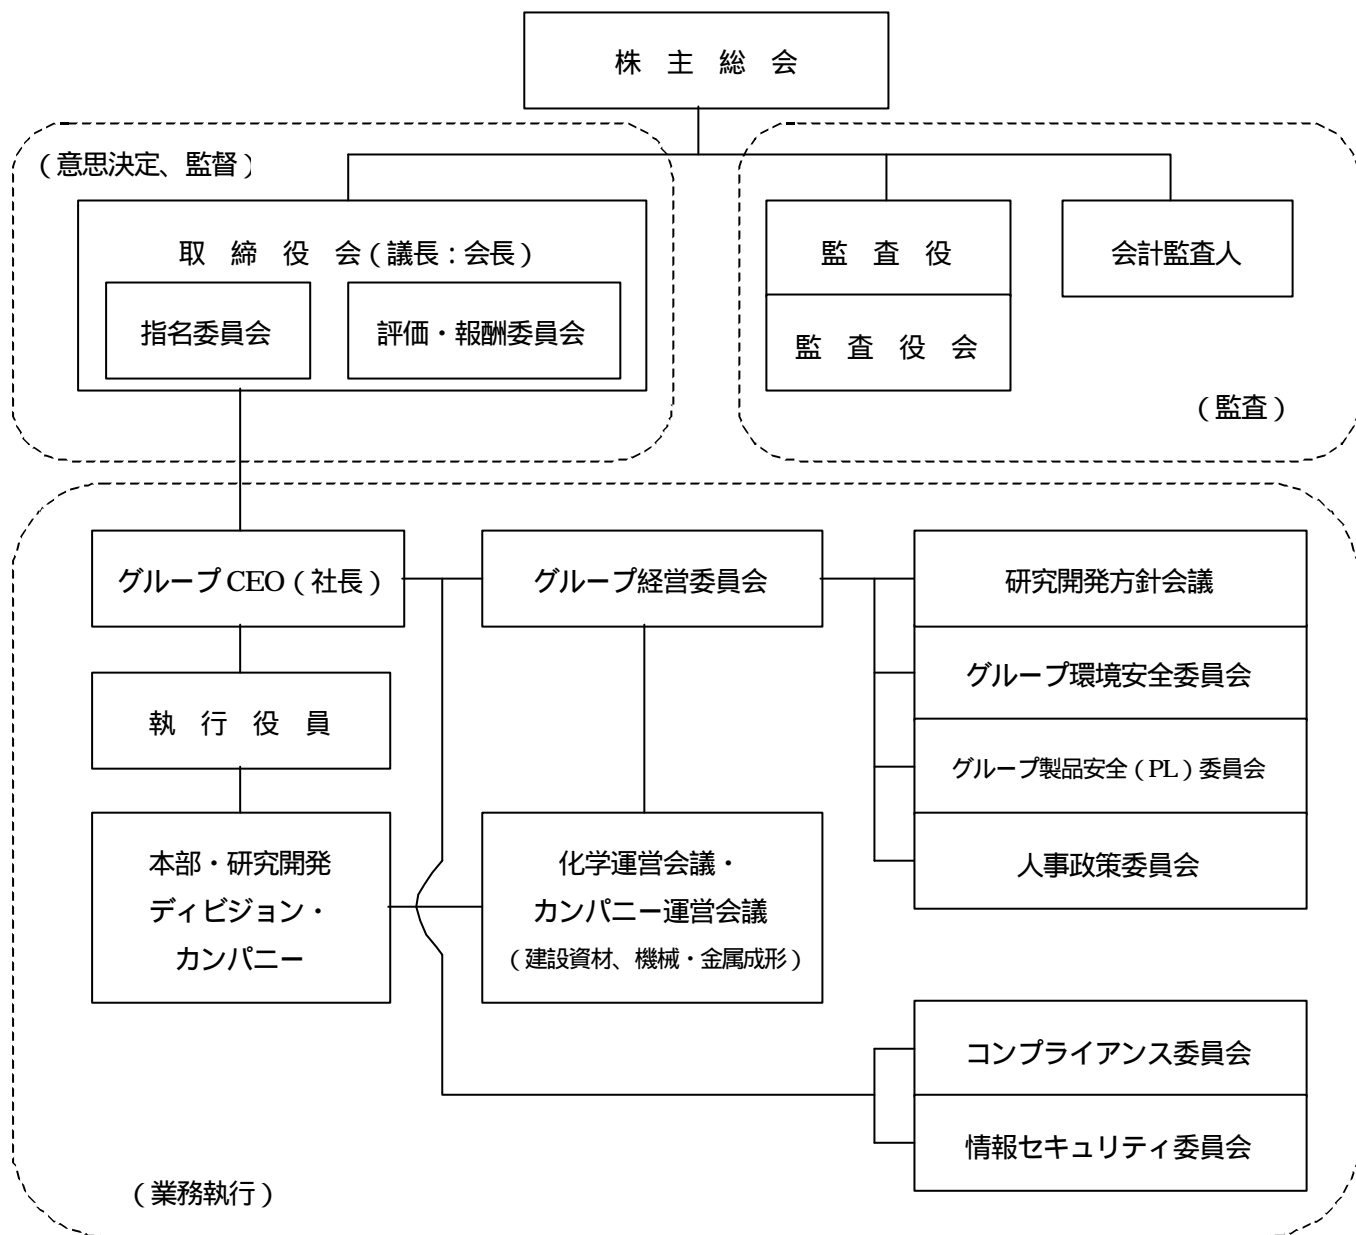 株 主 総 会
（意思決定、監督）
取 締 役 会（議長：会長）
指名委員会
評価・報酬委員会
監 査 役
監 査 役 会
会計監査人
（監査）
グループ CEO（社長）
グループ経営委員会
研究開発方針会議
グループ環境安全委員会
グループ製品安全（PL）委員会
人事政策委員会
執 行 役 員
本部・研究開発
ディビジョン・
カンパニー
化学運営会議・
カンパニー運営会議
（建設資材、機械・金属成形）
コンプライアンス委員会
情報セキュリティ委員会
（業務執行）